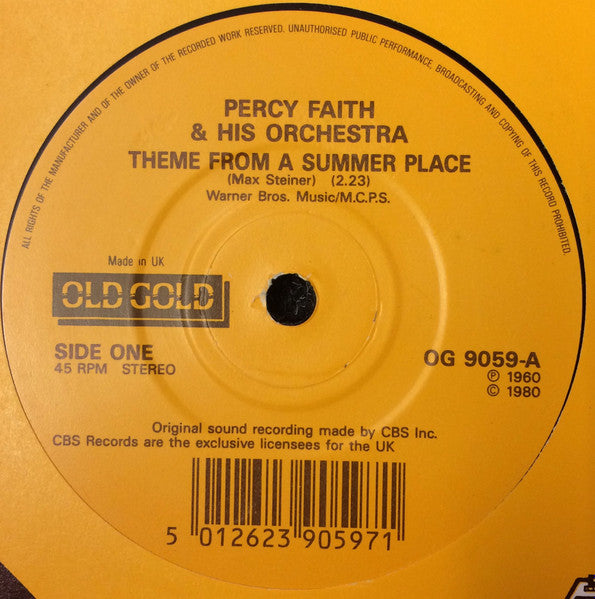 ALL RIGHTS OF THE MANUFACTURER AND OF THE OWNER OF THE RECORDED WORK RESERVED. UNAUTHORISED PUBLIC PERFORMANCE, BROADCASTING AND COPYING OF THIS RECORD PROHIBITED.
PERCY FAITH
& HIS ORCHESTRA
THEME FROM A SUMMER PLACE
(Max Steiner) (2.23)
Warner Bros. Music/M.C.P.S.
Made in UK
OLD GOLD
SIDE ONE
45 RPM STEREO
OG 9059-A
℗ 1960
© 1980
Original sound recording made by CBS Inc.
CBS Records are the exclusive licensees for the UK
5 012623 905971